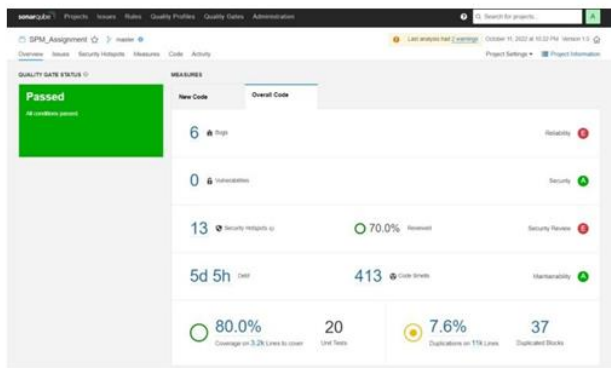 sonarqube Projects Issues Rules Quality Profiles Quality Gates Administration Search for projects... A
SPM_Assignment master Last analysis had 2 warnings October 11, 2022 at 10:22 PM Version 1.0
Overview Issues Security Hotspots Measures Code Activity Project Settings Project Information
QUALITY GATE STATUS MEASURES
Passed
All conditions passed.
New Code Overall Code
6 Bugs Reliability E
0 Vulnerabilities Security A
13 Security Hotspots 70.0% Reviewed Security Review
5d 5h Debt 413 Code Smells Maintainability A
80.0% 20 7.6% 37
Coverage on 3.2k Lines to cover Unit Tests Duplications on 11k Lines Duplicated Blocks